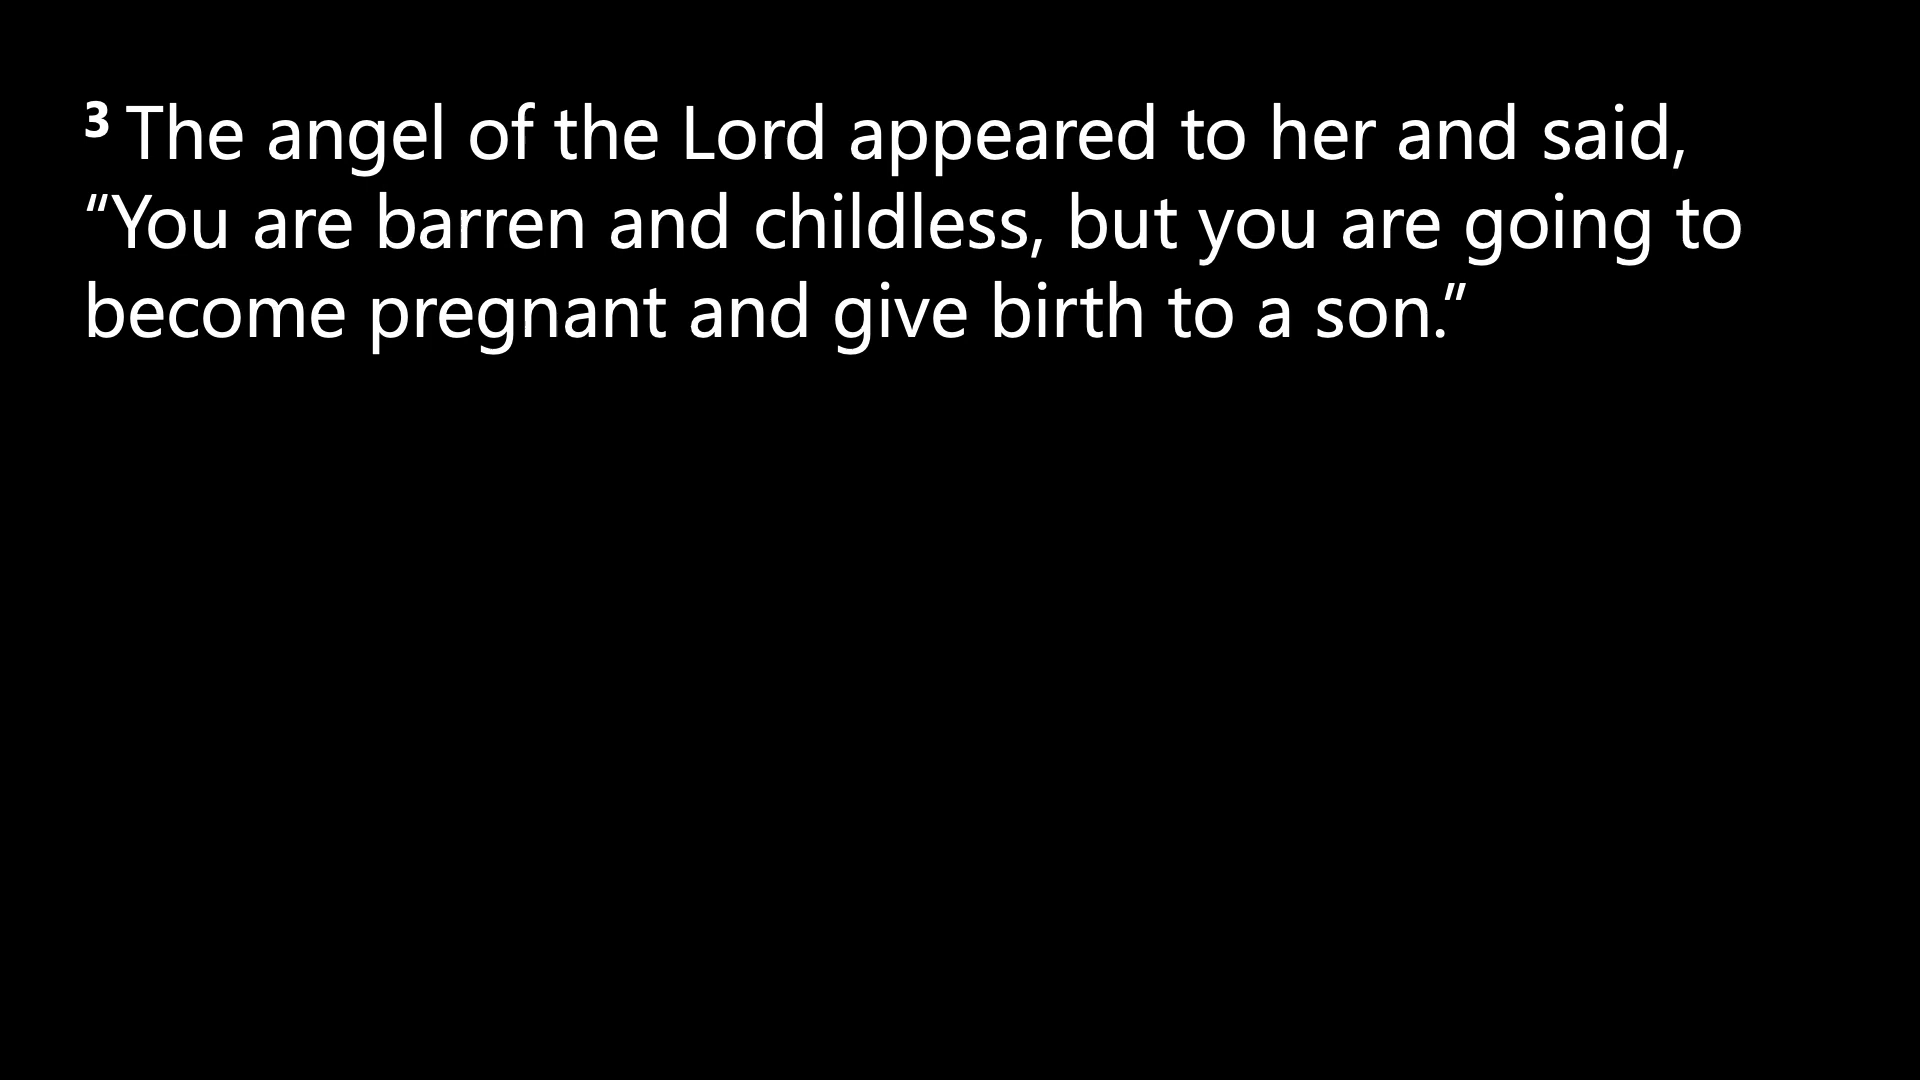 ³ The angel of the Lord appeared to her and said,
“You are barren and childless, but you are going to
become pregnant and give birth to a son.”